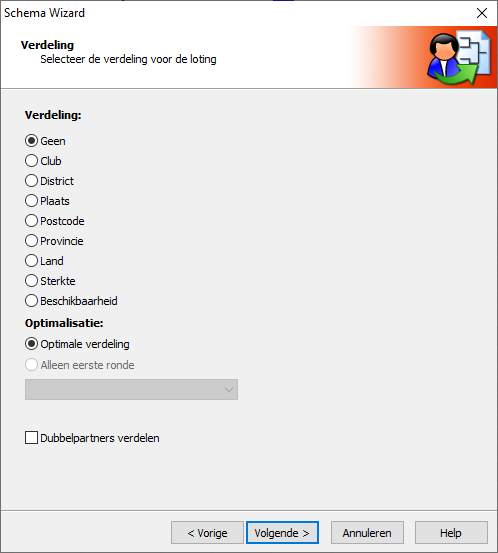 Schema Wizard
Verdeling
Selecteer de verdeling voor de loting
Verdeling:
Geen
Club
District
Plaats
Postcode
Provincie
Land
Sterkte
Beschikbaarheid
Optimalisatie:
Optimale verdeling
Alleen eerste ronde
Dubbelpartners verdelen
< Vorige
Volgende >
Annuleren
Help